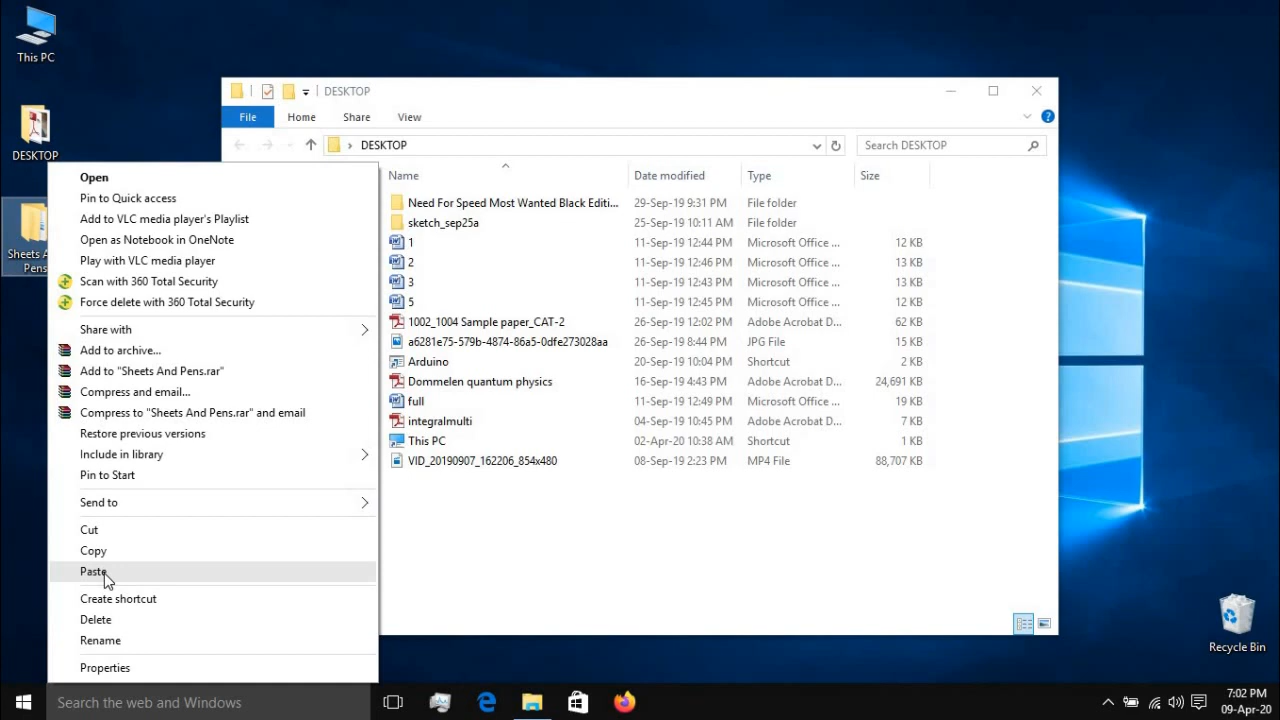 This PC
DESKTOP
Sheets A
Pens
DESKTOP
File Home Share View
DESKTOP
Search DESKTOP
Name Date modified Type Size
Need For Speed Most Wanted Black Editi... 29-Sep-19 9:31 PM File folder
sketch_sep25a 25-Sep-19 10:11 AM File folder
1 11-Sep-19 12:44 PM Microsoft Office ... 12 KB
2 11-Sep-19 12:46 PM Microsoft Office ... 13 KB
3 11-Sep-19 12:43 PM Microsoft Office ... 13 KB
5 11-Sep-19 12:45 PM Microsoft Office ... 12 KB
1002_1004 Sample paper_CAT-2 26-Sep-19 12:02 PM Adobe Acrobat D... 62 KB
a6281e75-579b-4874-86a5-0dfe273028aa 26-Sep-19 8:44 PM JPG File 15 KB
Arduino 20-Sep-19 10:04 PM Shortcut 2 KB
Dommelen quantum physics 16-Sep-19 4:43 PM Adobe Acrobat D... 24,691 KB
full 11-Sep-19 12:49 PM Microsoft Office ... 19 KB
integralmulti 04-Sep-19 10:45 PM Adobe Acrobat D... 7 KB
This PC 02-Apr-20 10:38 AM Shortcut 1 KB
VID_20190907_162206_854x480 08-Sep-19 2:23 PM MP4 File 88,707 KB
Open
Pin to Quick access
Add to VLC media player's Playlist
Open as Notebook in OneNote
Play with VLC media player
Scan with 360 Total Security
Force delete with 360 Total Security
Share with
Add to archive...
Add to "Sheets And Pens.rar"
Compress and email...
Compress to "Sheets And Pens.rar" and email
Restore previous versions
Include in library
Pin to Start
Send to
Cut
Copy
Paste
Create shortcut
Delete
Rename
Properties
Recycle Bin
Search the web and Windows
7:02 PM
09-Apr-20